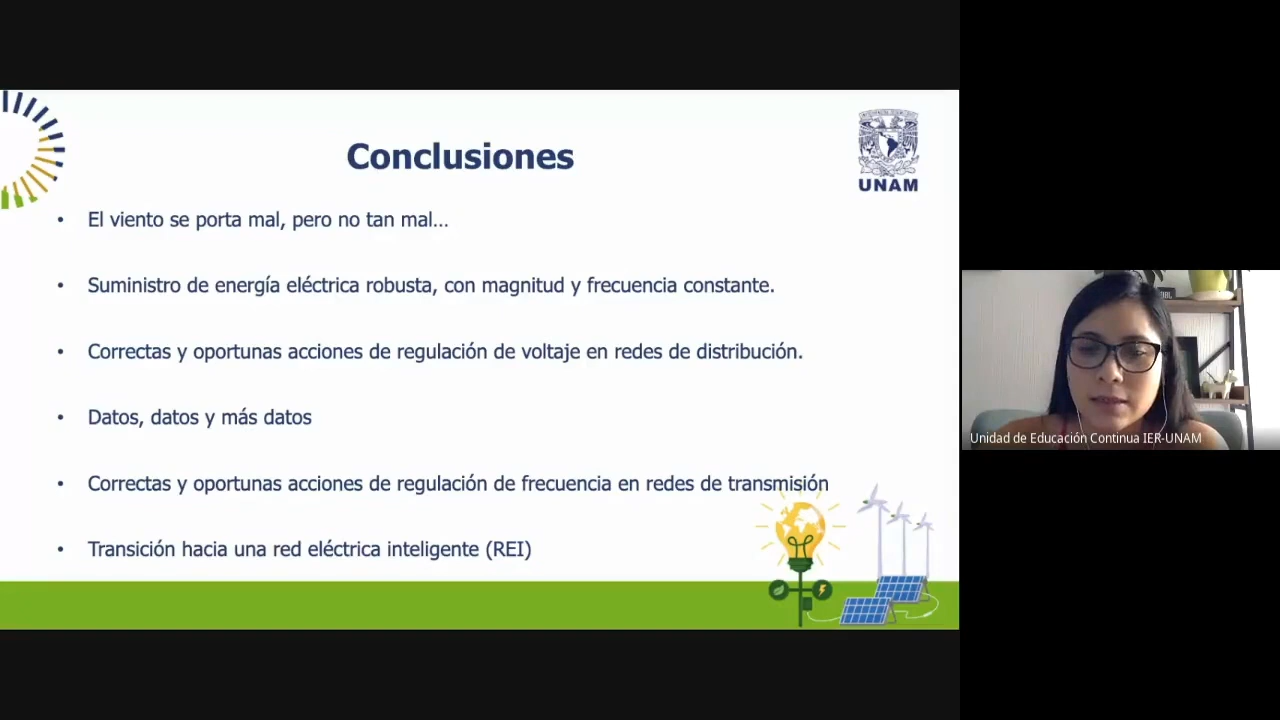 Conclusiones
UNAM
• El viento se porta mal, pero no tan mal...
• Suministro de energía eléctrica robusta, con magnitud y frecuencia constante.
• Correctas y oportunas acciones de regulación de voltaje en redes de distribución.
• Datos, datos y más datos
• Correctas y oportunas acciones de regulación de frecuencia en redes de transmisión
• Transición hacia una red eléctrica inteligente (REI)
Unidad de Educación Continua IER-UNAM